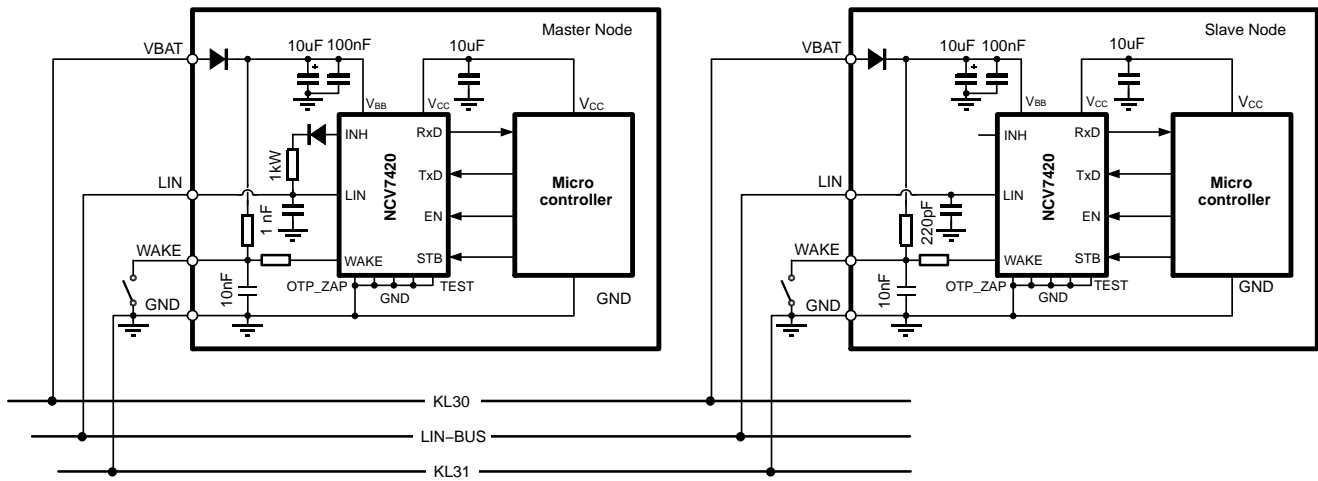 Master Node
VBAT
10uF 100nF
10uF
+
VBB
VCC
VCC
INH
RxD
1kW
NCV7420
TxD
LIN
LIN
1 nF
Micro
controller
EN
WAKE
WAKE
STB
10nF
OTP_ZAP
GND
TEST
GND
GND
Slave Node
VBAT
10uF 100nF
10uF
+
VBB
VCC
VCC
INH
RxD
NCV7420
TxD
LIN
LIN
220pF
Micro
controller
EN
WAKE
WAKE
STB
10nF
OTP_ZAP
GND
TEST
GND
GND
KL30
LIN–BUS
KL31